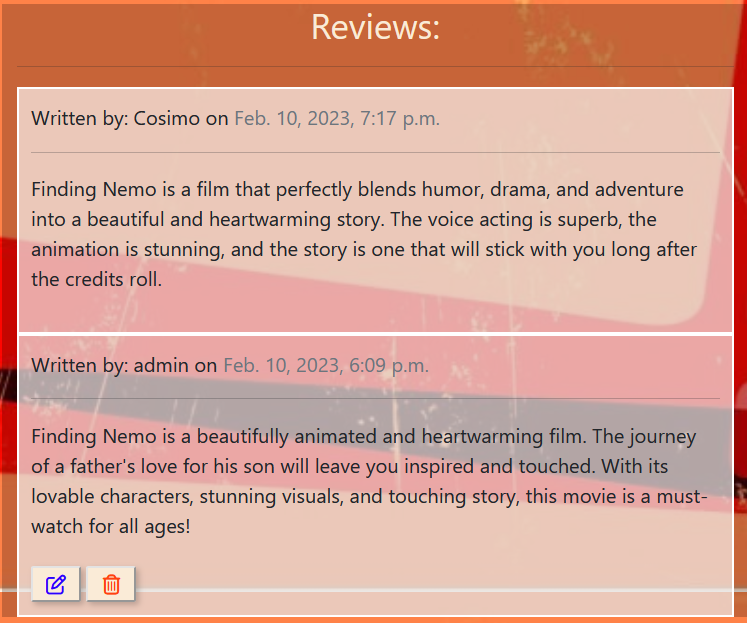 Reviews:
Written by: Cosimo on Feb. 10, 2023, 7:17 p.m.
Finding Nemo is a film that perfectly blends humor, drama, and adventure
into a beautiful and heartwarming story. The voice acting is superb, the
animation is stunning, and the story is one that will stick with you long after
the credits roll.
Written by: admin on Feb. 10, 2023, 6:09 p.m.
Finding Nemo is a beautifully animated and heartwarming film. The journey
of a father's love for his son will leave you inspired and touched. With its
lovable characters, stunning visuals, and touching story, this movie is a must-
watch for all ages!